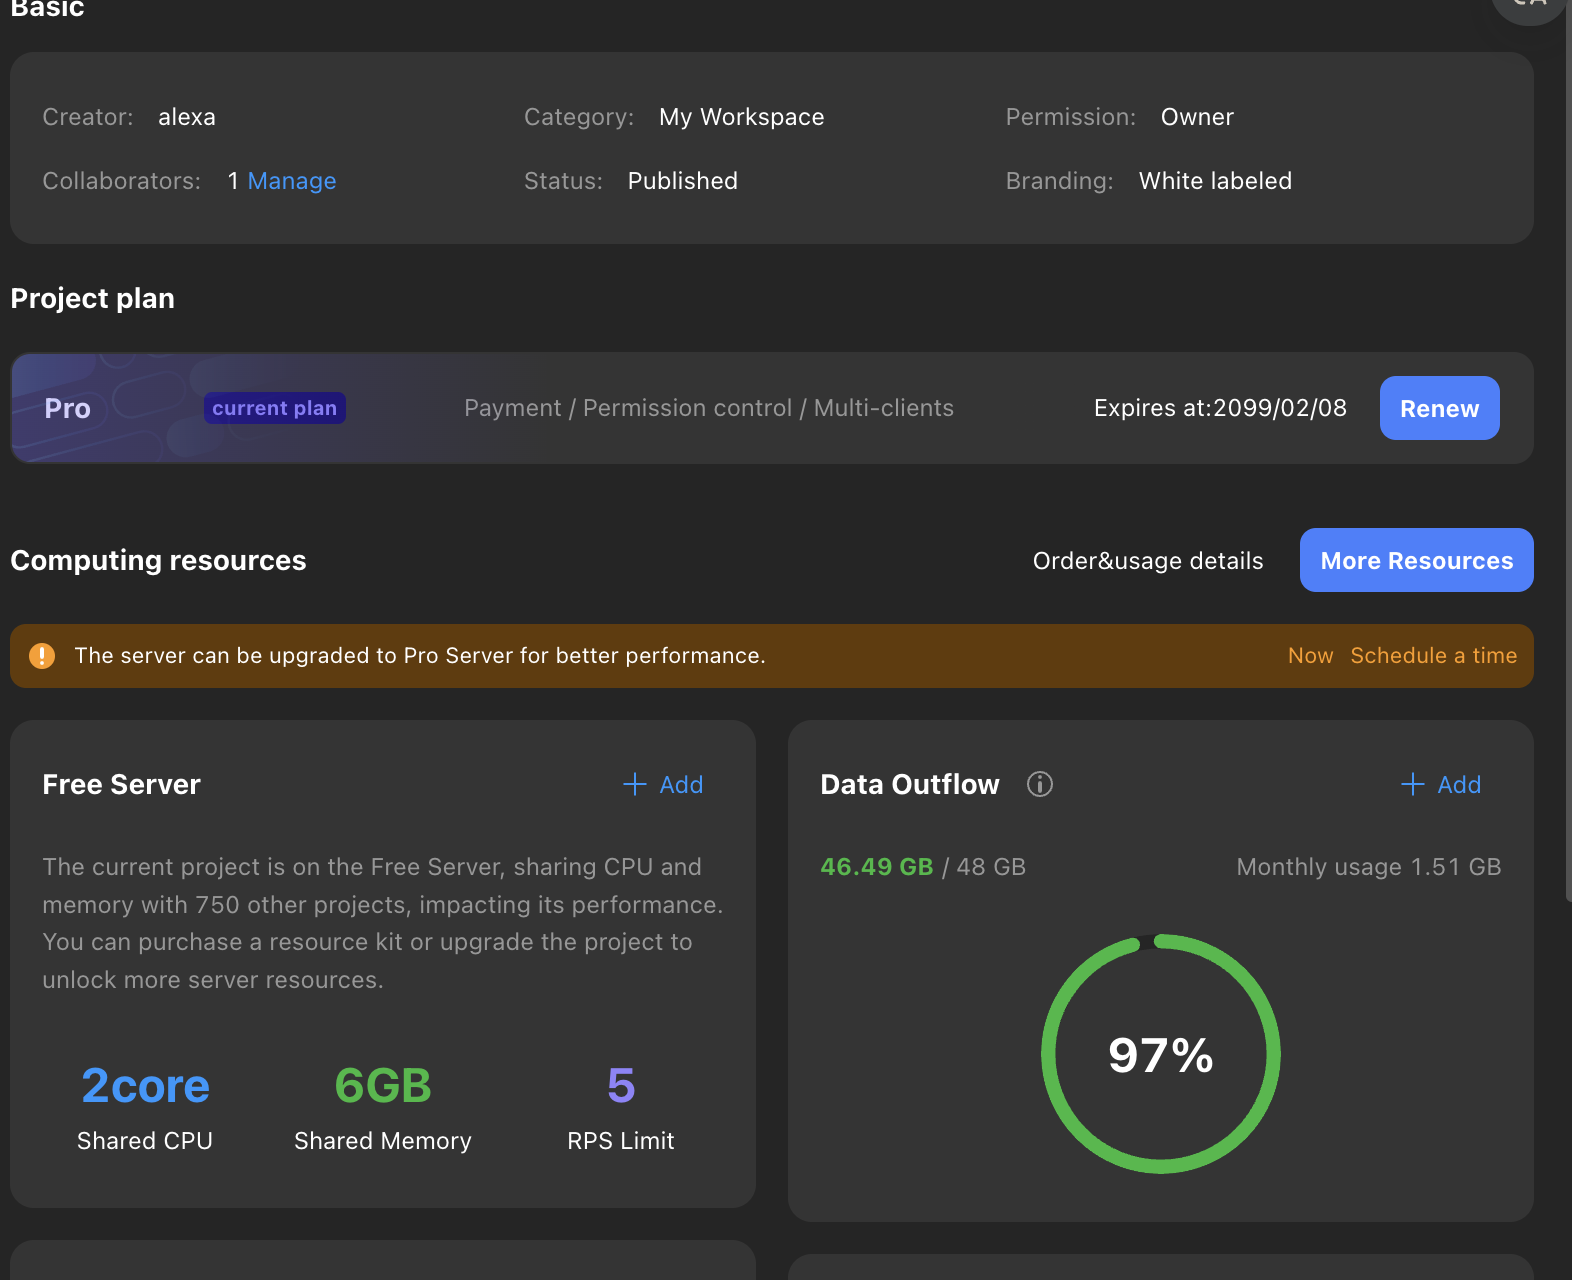 Basic
Creator: alexa
Category: My Workspace
Permission: Owner
Collaborators: 1 Manage
Status: Published
Branding: White labeled
Project plan
Pro
current plan
Payment / Permission control / Multi-clients
Expires at:2099/02/08
Renew
Computing resources
Order&usage details
More Resources
The server can be upgraded to Pro Server for better performance.
Now
Schedule a time
Free Server
+ Add
The current project is on the Free Server, sharing CPU and
memory with 750 other projects, impacting its performance.
You can purchase a resource kit or upgrade the project to
unlock more server resources.
2core
Shared CPU
6GB
Shared Memory
5
RPS Limit
Data Outflow
+ Add
46.49 GB / 48 GB
Monthly usage 1.51 GB
97%